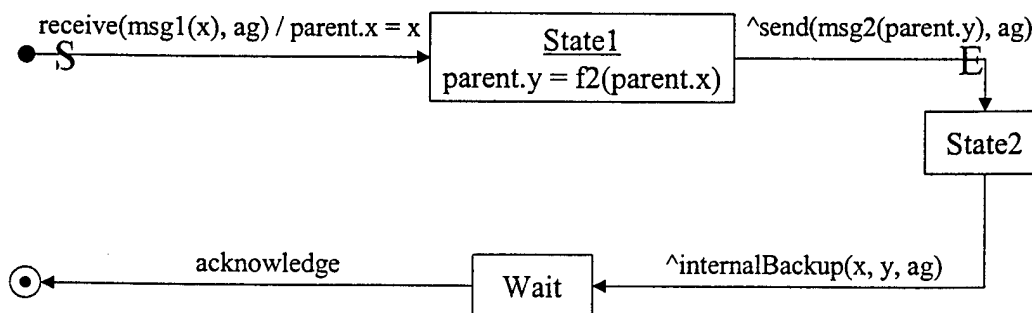 receive(msg1(x), ag) / parent.x = x
S
State1
parent.y = f2(parent.x)
^send(msg2(parent.y), ag)
E
State2
acknowledge
Wait
^internalBackup(x, y, ag)